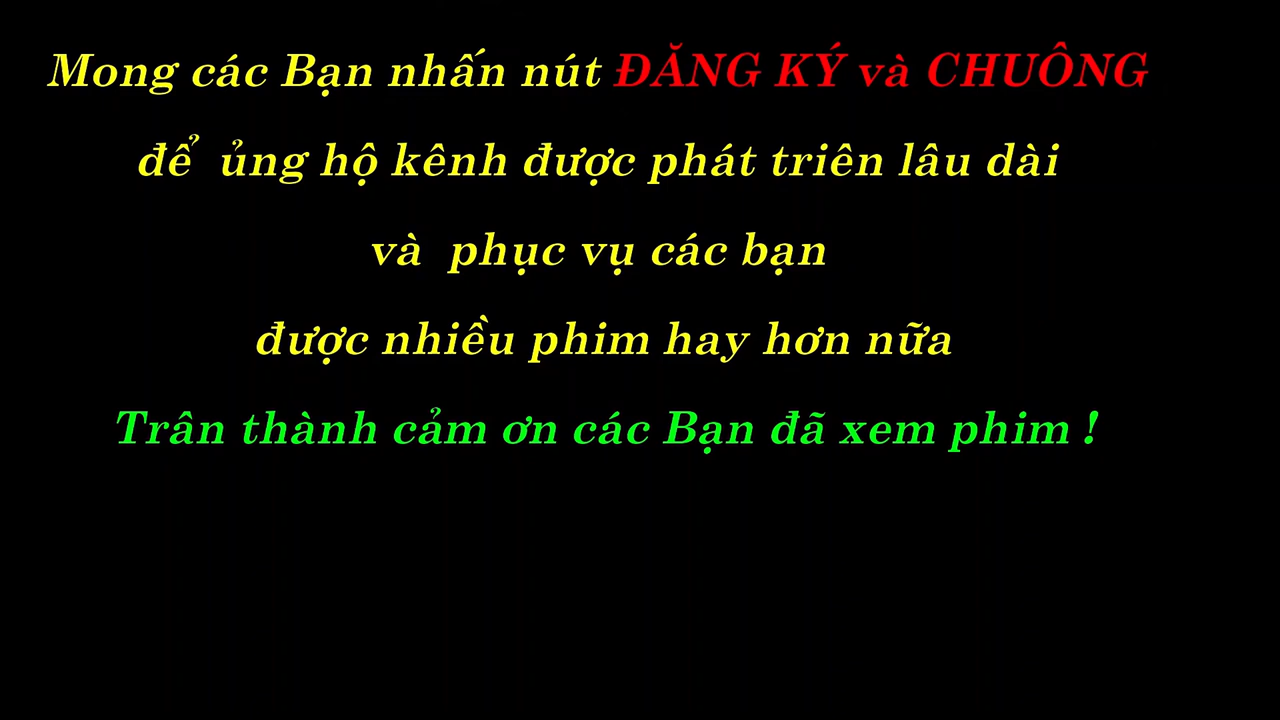 Mong các Bạn nhấn nút ĐĂNG KÝ và CHUÔNG
để ủng hộ kênh được phát triên lâu dài
và phục vụ các bạn
được nhiều phim hay hơn nữa
Trân thành cảm ơn các Bạn đã xem phim !